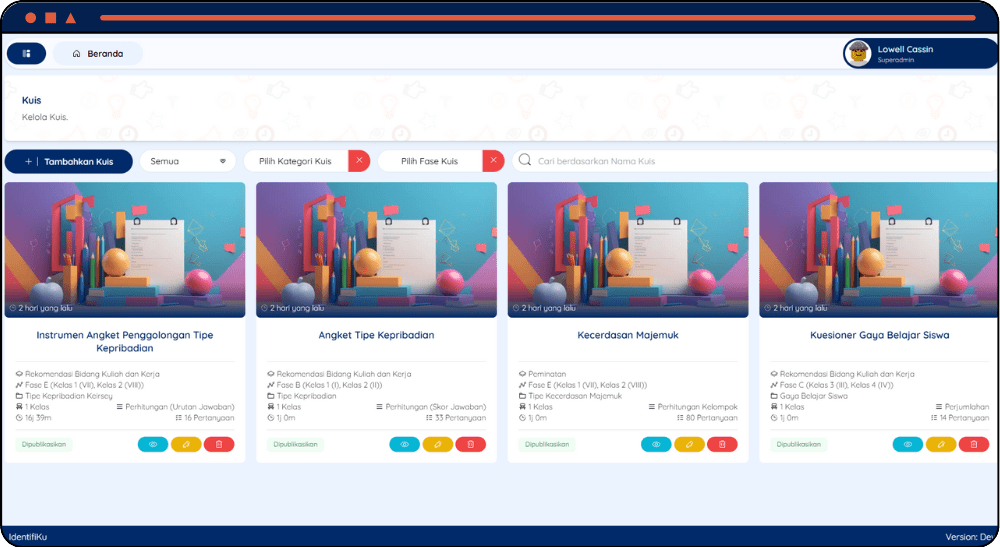 Beranda
Lowell Cassin
Superadmin
Kuis
Kelola Kuis.
+ | Tambahkan Kuis
Semua
Pilih Kategori Kuis
Pilih Fase Kuis
Cari berdasarkan Nama Kuis
2 hari yang lalu
2 hari yang lalu
2 hari yang lalu
2 hari yang lalu
Instrumen Angket Penggolongan Tipe
Kepribadian
Rekomendasi Bidang Kuliah dan Kerja
Fase E (Kelas 1 (VII), Kelas 2 (VIII))
Tipe Kepribadian Keirsey
1 Kelas
Perhitungan (Urutan Jawaban)
16j 39m
16 Pertanyaan
Dipublikasikan
Angket Tipe Kepribadian
Rekomendasi Bidang Kuliah dan Kerja
Fase B (Kelas 1 (I), Kelas 2 (II))
Tipe Kepribadian
1 Kelas
Perhitungan (Skor Jawaban)
1j 0m
33 Pertanyaan
Dipublikasikan
Kecerdasan Majemuk
Peminatan
Fase E (Kelas 1 (VII), Kelas 2 (VIII))
Tipe Kecerdasan Majemuk
1 Kelas
Perhitungan Kelompok
1j 0m
80 Pertanyaan
Dipublikasikan
Kuesioner Gaya Belajar Siswa
Rekomendasi Bidang Kuliah dan Kerja
Fase C (Kelas 3 (III), Kelas 4 (IV))
Gaya Belajar Siswa
1 Kelas
Penjumlahan
1j 0m
14 Pertanyaan
Dipublikasikan
IdentifiKu
Version: De